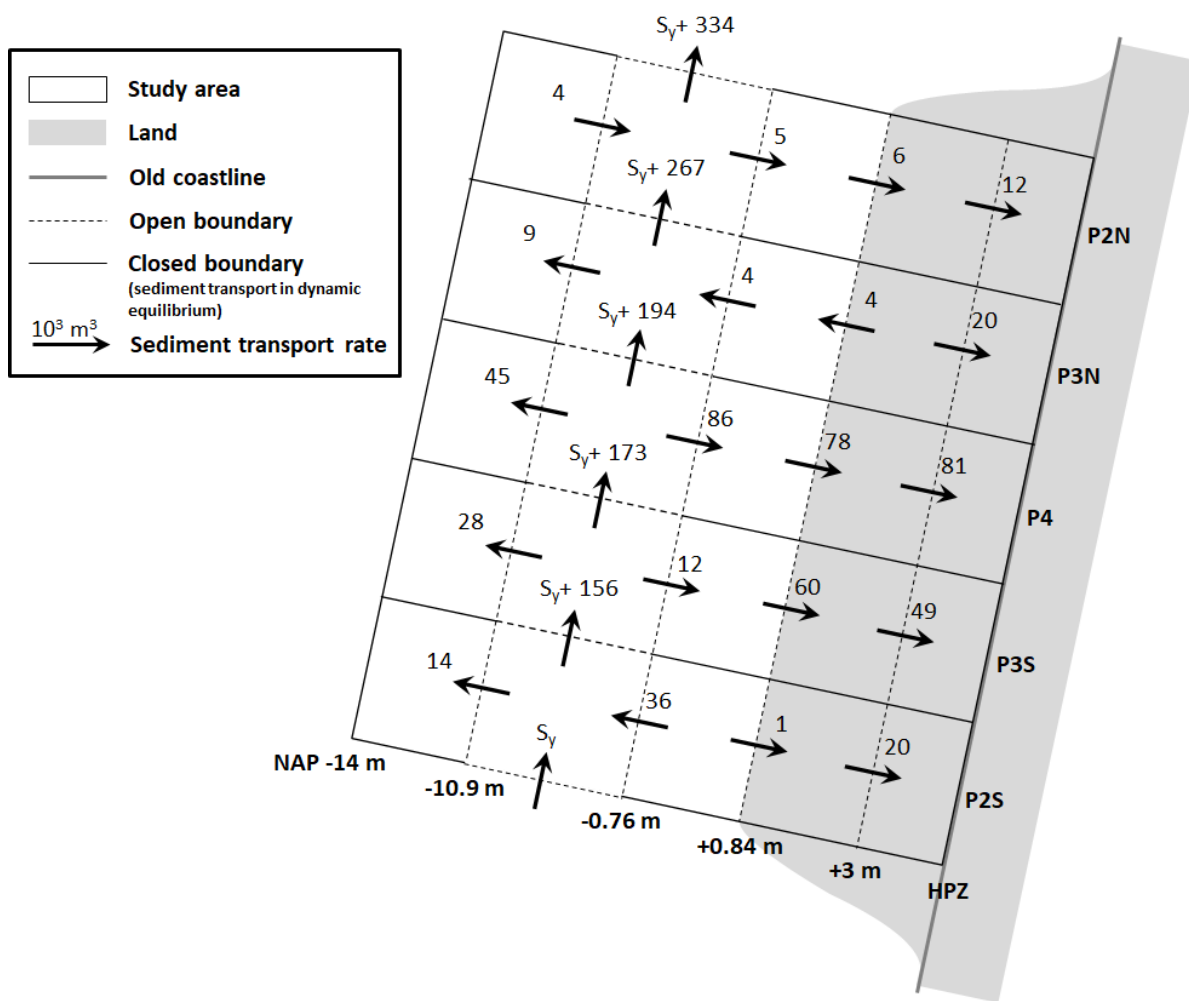 Study area
Land
Old coastline
Open boundary
Closed boundary
(sediment transport in dynamic
equilibrium)
10³ m³
Sediment transport rate
Sy+ 334
4
5
6
12
P2N
Sy+ 267
9
4
4
20
P3N
Sy+ 194
45
86
78
81
P4
Sy+ 173
28
12
60
49
P3S
Sy+ 156
14
36
1
20
P2S
Sy
NAP -14 m
-10.9 m
-0.76 m
+0.84 m
+3 m
HPZ